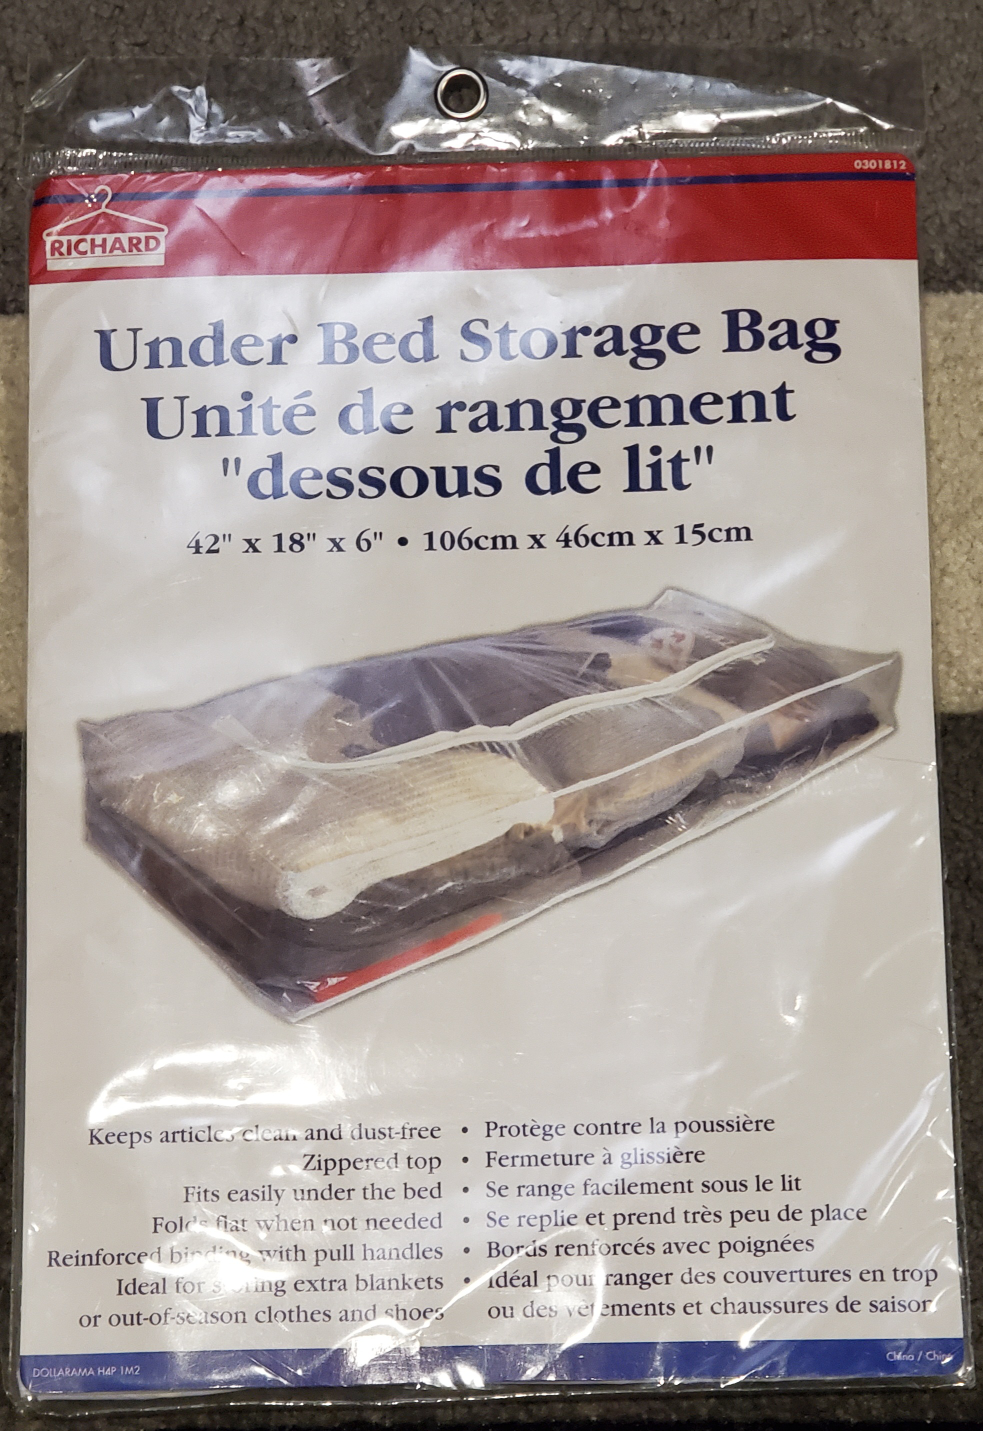 0301812
RICHARD
Under Bed Storage Bag
Unité de rangement
"dessous de lit"
42" x 18" x 6" • 106cm x 46cm x 15cm
Keeps articles clean and dust-free • Protège contre la poussière
Zippered top • Fermeture à glissière
Fits easily under the bed • Se range facilement sous le lit
Folds flat when not needed • Se replie et prend très peu de place
Reinforced binding with pull handles • Bords renforcés avec poignées
Ideal for storing extra blankets • Idéal pour ranger des couvertures en trop
or out-of-season clothes and shoes ou des vêtements et chaussures de saison
DOLLARAMA H4P 1M2 China / Chine